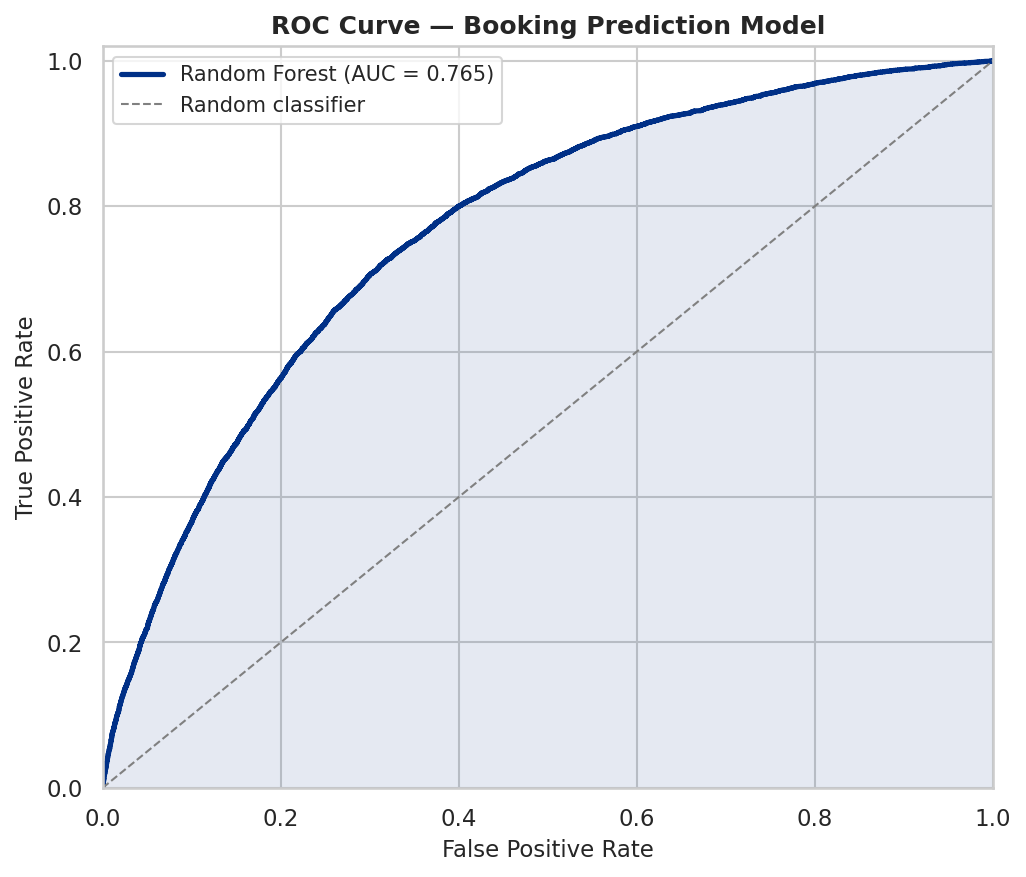 ROC Curve — Booking Prediction Model
Random Forest (AUC = 0.765)
Random classifier
True Positive Rate
1.0
0.8
0.6
0.4
0.2
0.0
0.0 0.2 0.4 0.6 0.8 1.0
False Positive Rate